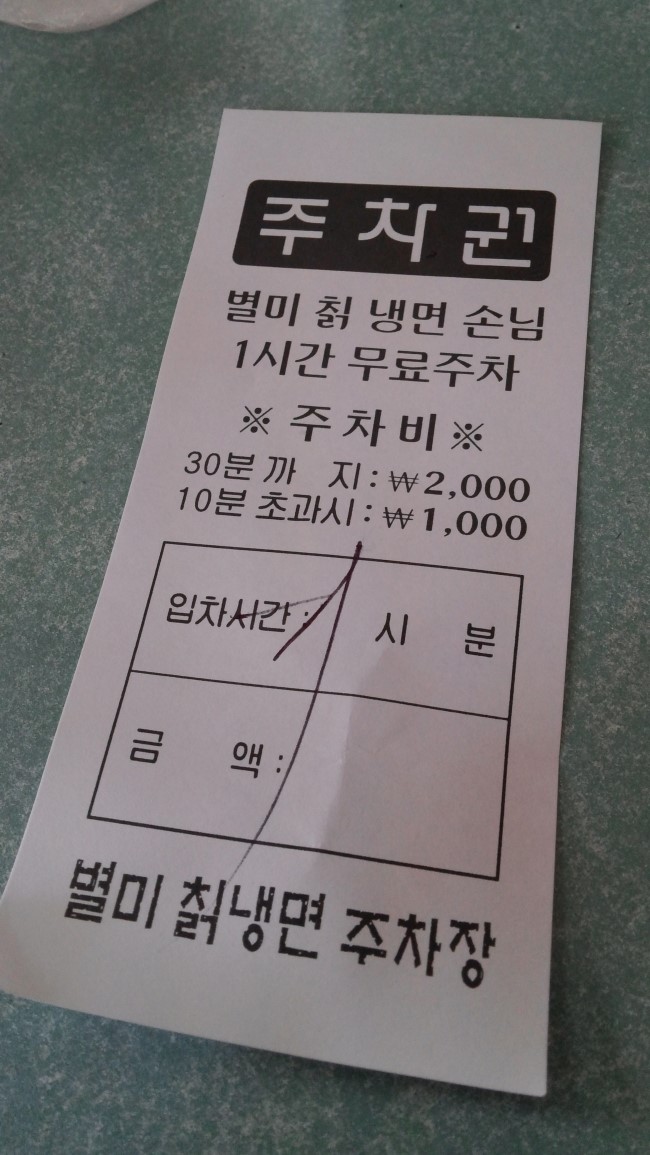 주차권
별미 칡 냉면 손님
1시간 무료주차
※ 주차비 ※
30분 까 지 : ₩2,000
10분 초과시 : ₩1,000
입차시간 : 시 분
금 액 :
별미 칡냉면 주차장